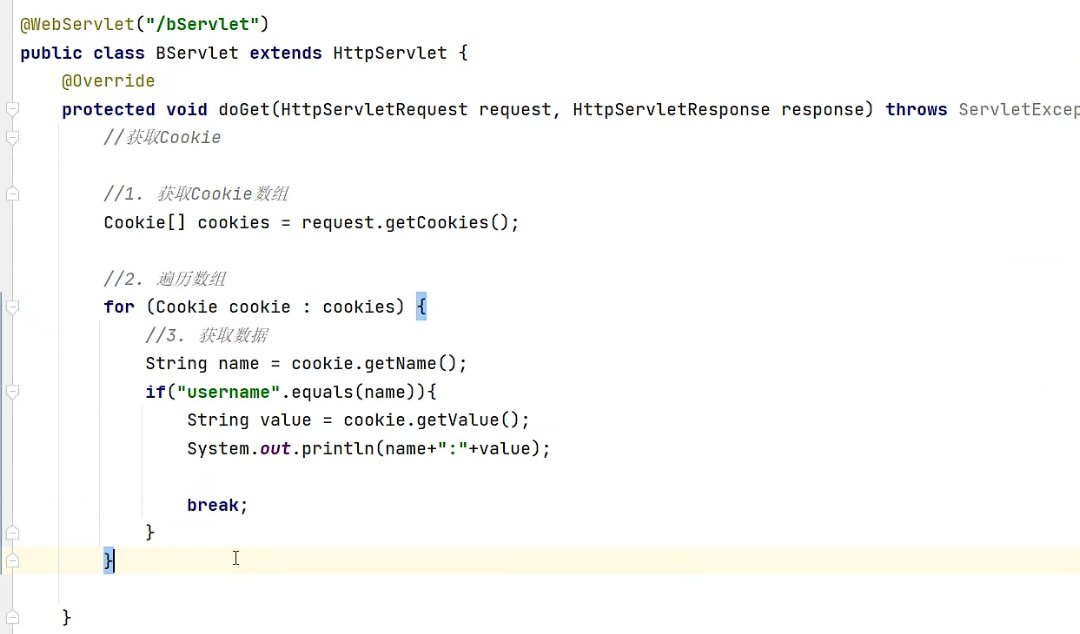 @WebServlet("/bServlet")
public class BServlet extends HttpServlet {
@Override
protected void doGet(HttpServletRequest request, HttpServletResponse response) throws ServletExcep
//获取Cookie
//1. 获取Cookie数组
Cookie[] cookies = request.getCookies();
//2. 遍历数组
for (Cookie cookie : cookies) {
//3. 获取数据
String name = cookie.getName();
if("username".equals(name)){
String value = cookie.getValue();
System.out.println(name+":"+value);
break;
}
}
}